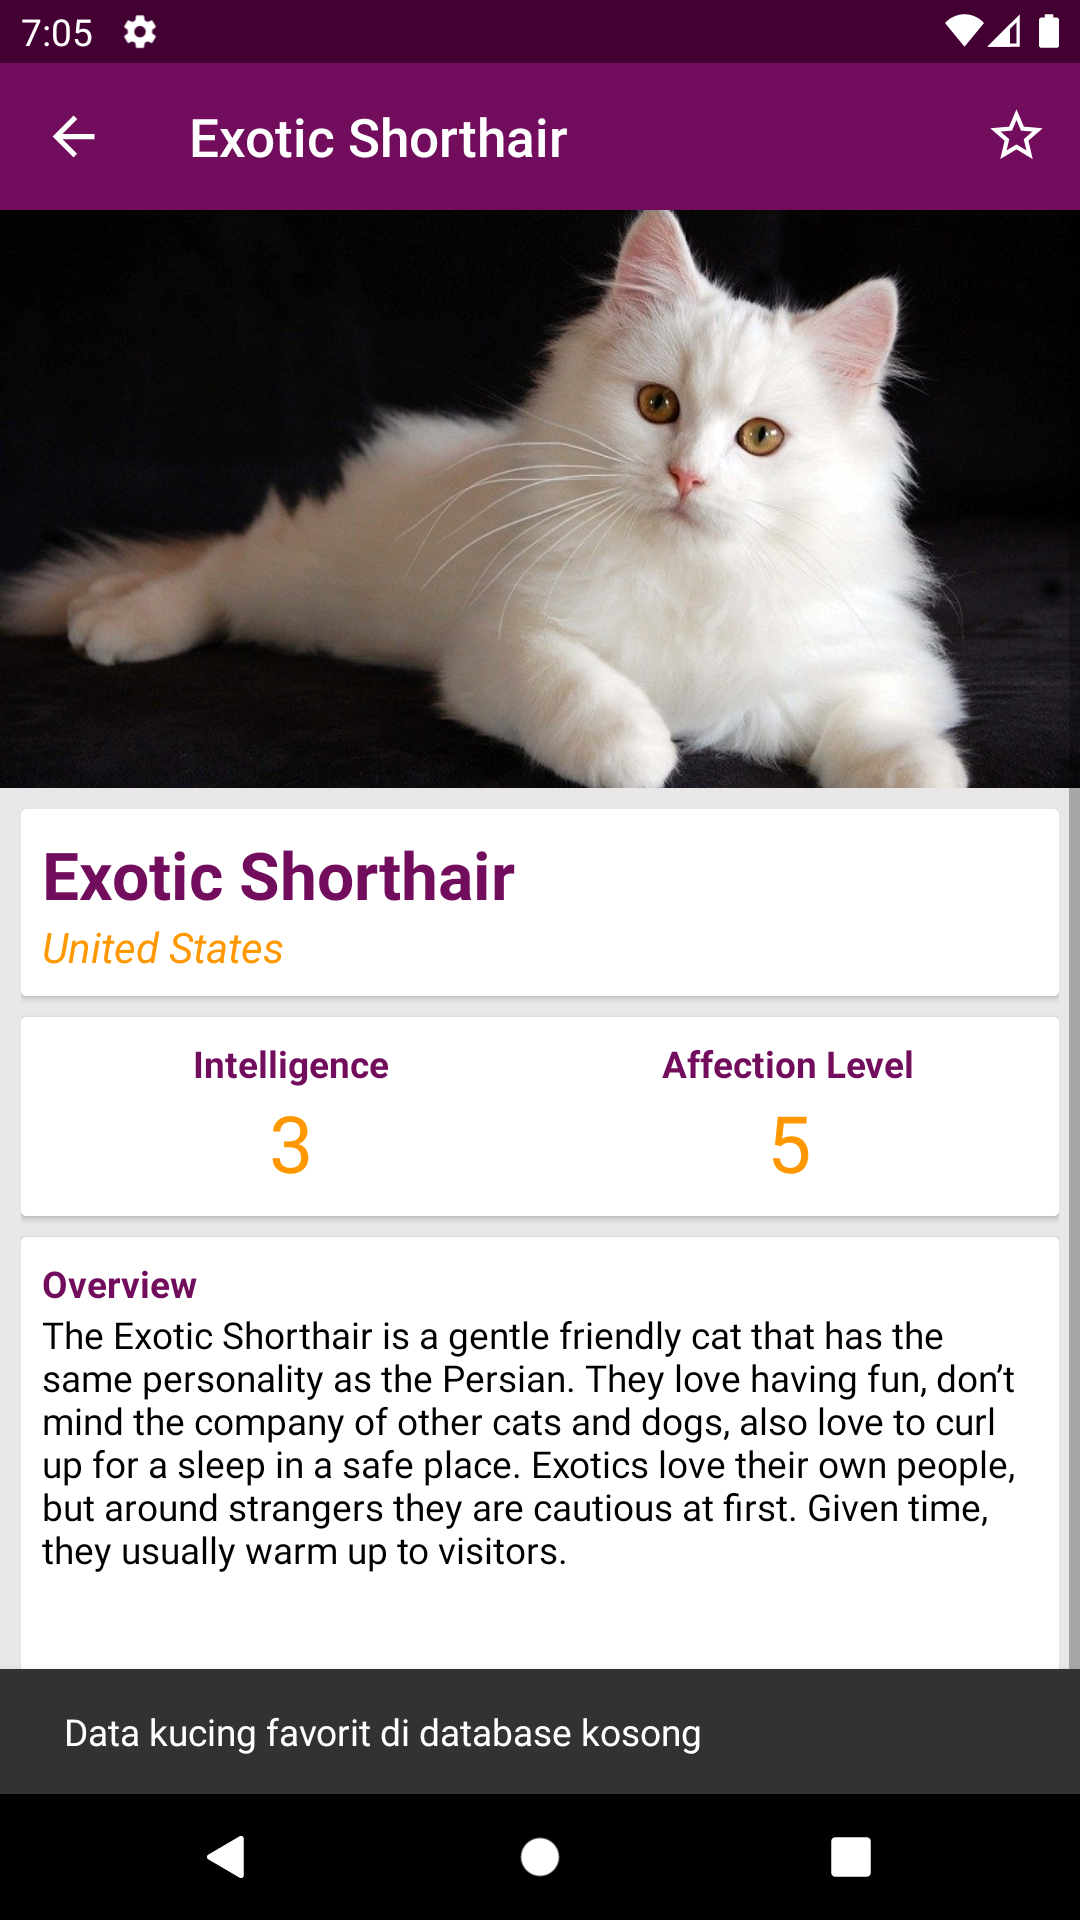 7:05
Exotic Shorthair
Exotic Shorthair
United States
Intelligence
Affection Level
3
5
Overview
The Exotic Shorthair is a gentle friendly cat that has the
same personality as the Persian. They love having fun, don’t
mind the company of other cats and dogs, also love to curl
up for a sleep in a safe place. Exotics love their own people,
but around strangers they are cautious at first. Given time,
they usually warm up to visitors.
Data kucing favorit di database kosong